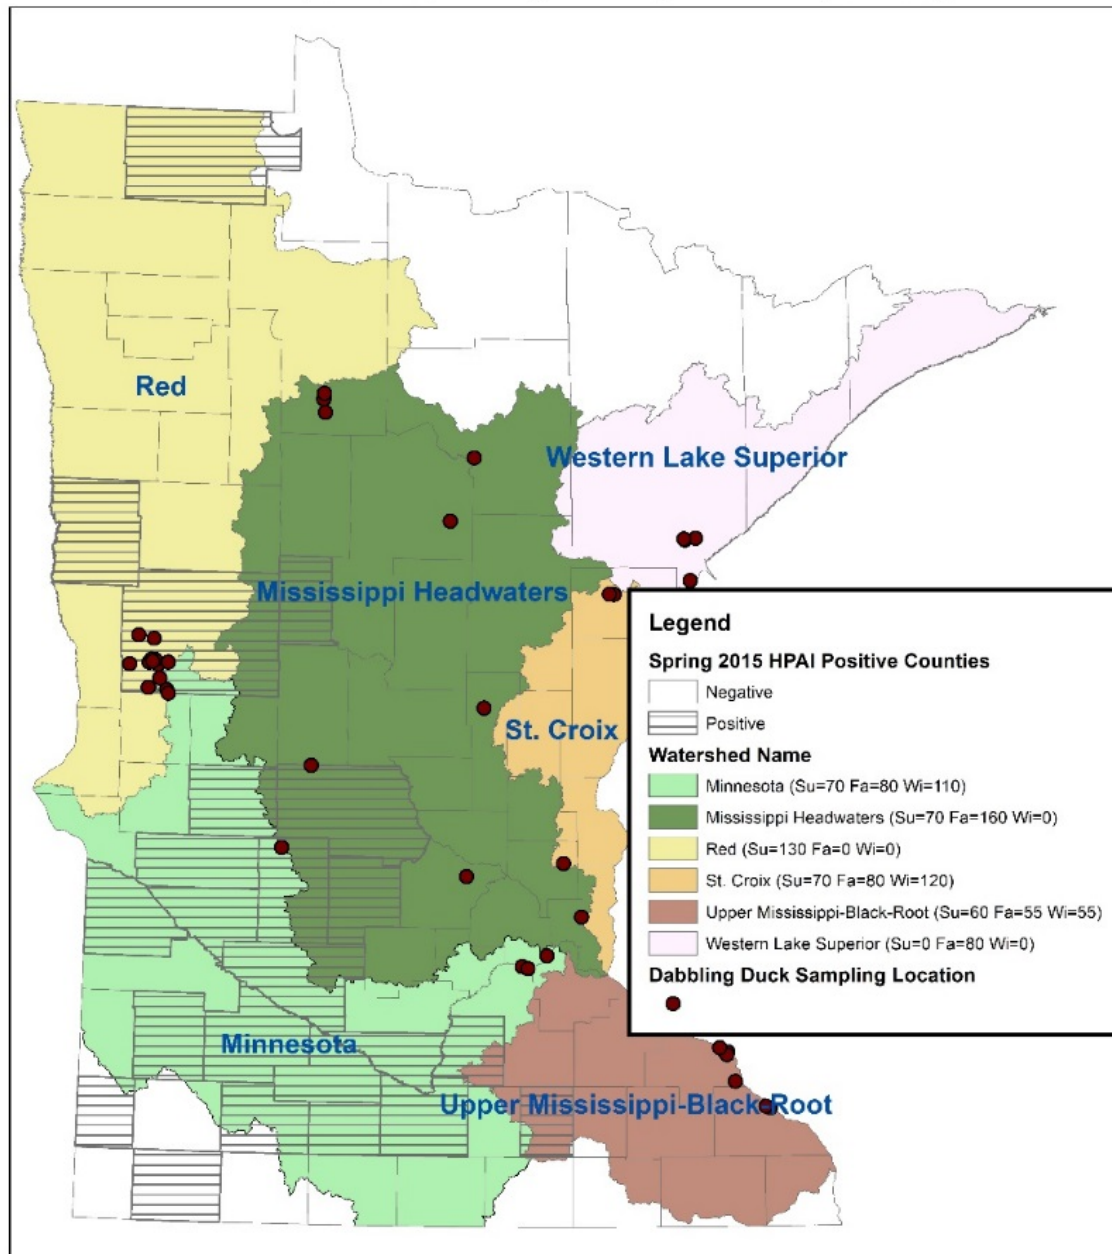 Red
Western Lake Superior
Mississippi Headwaters
St. Croix
Minnesota
Upper Mississippi-Black-Root
Legend
Spring 2015 HPAI Positive Counties
Negative
Positive
Watershed Name
Minnesota (Su=70 Fa=80 Wi=110)
Mississippi Headwaters (Su=70 Fa=160 Wi=0)
Red (Su=130 Fa=0 Wi=0)
St. Croix (Su=70 Fa=80 Wi=120)
Upper Mississippi-Black-Root (Su=60 Fa=55 Wi=55)
Western Lake Superior (Su=0 Fa=80 Wi=0)
Dabbling Duck Sampling Location